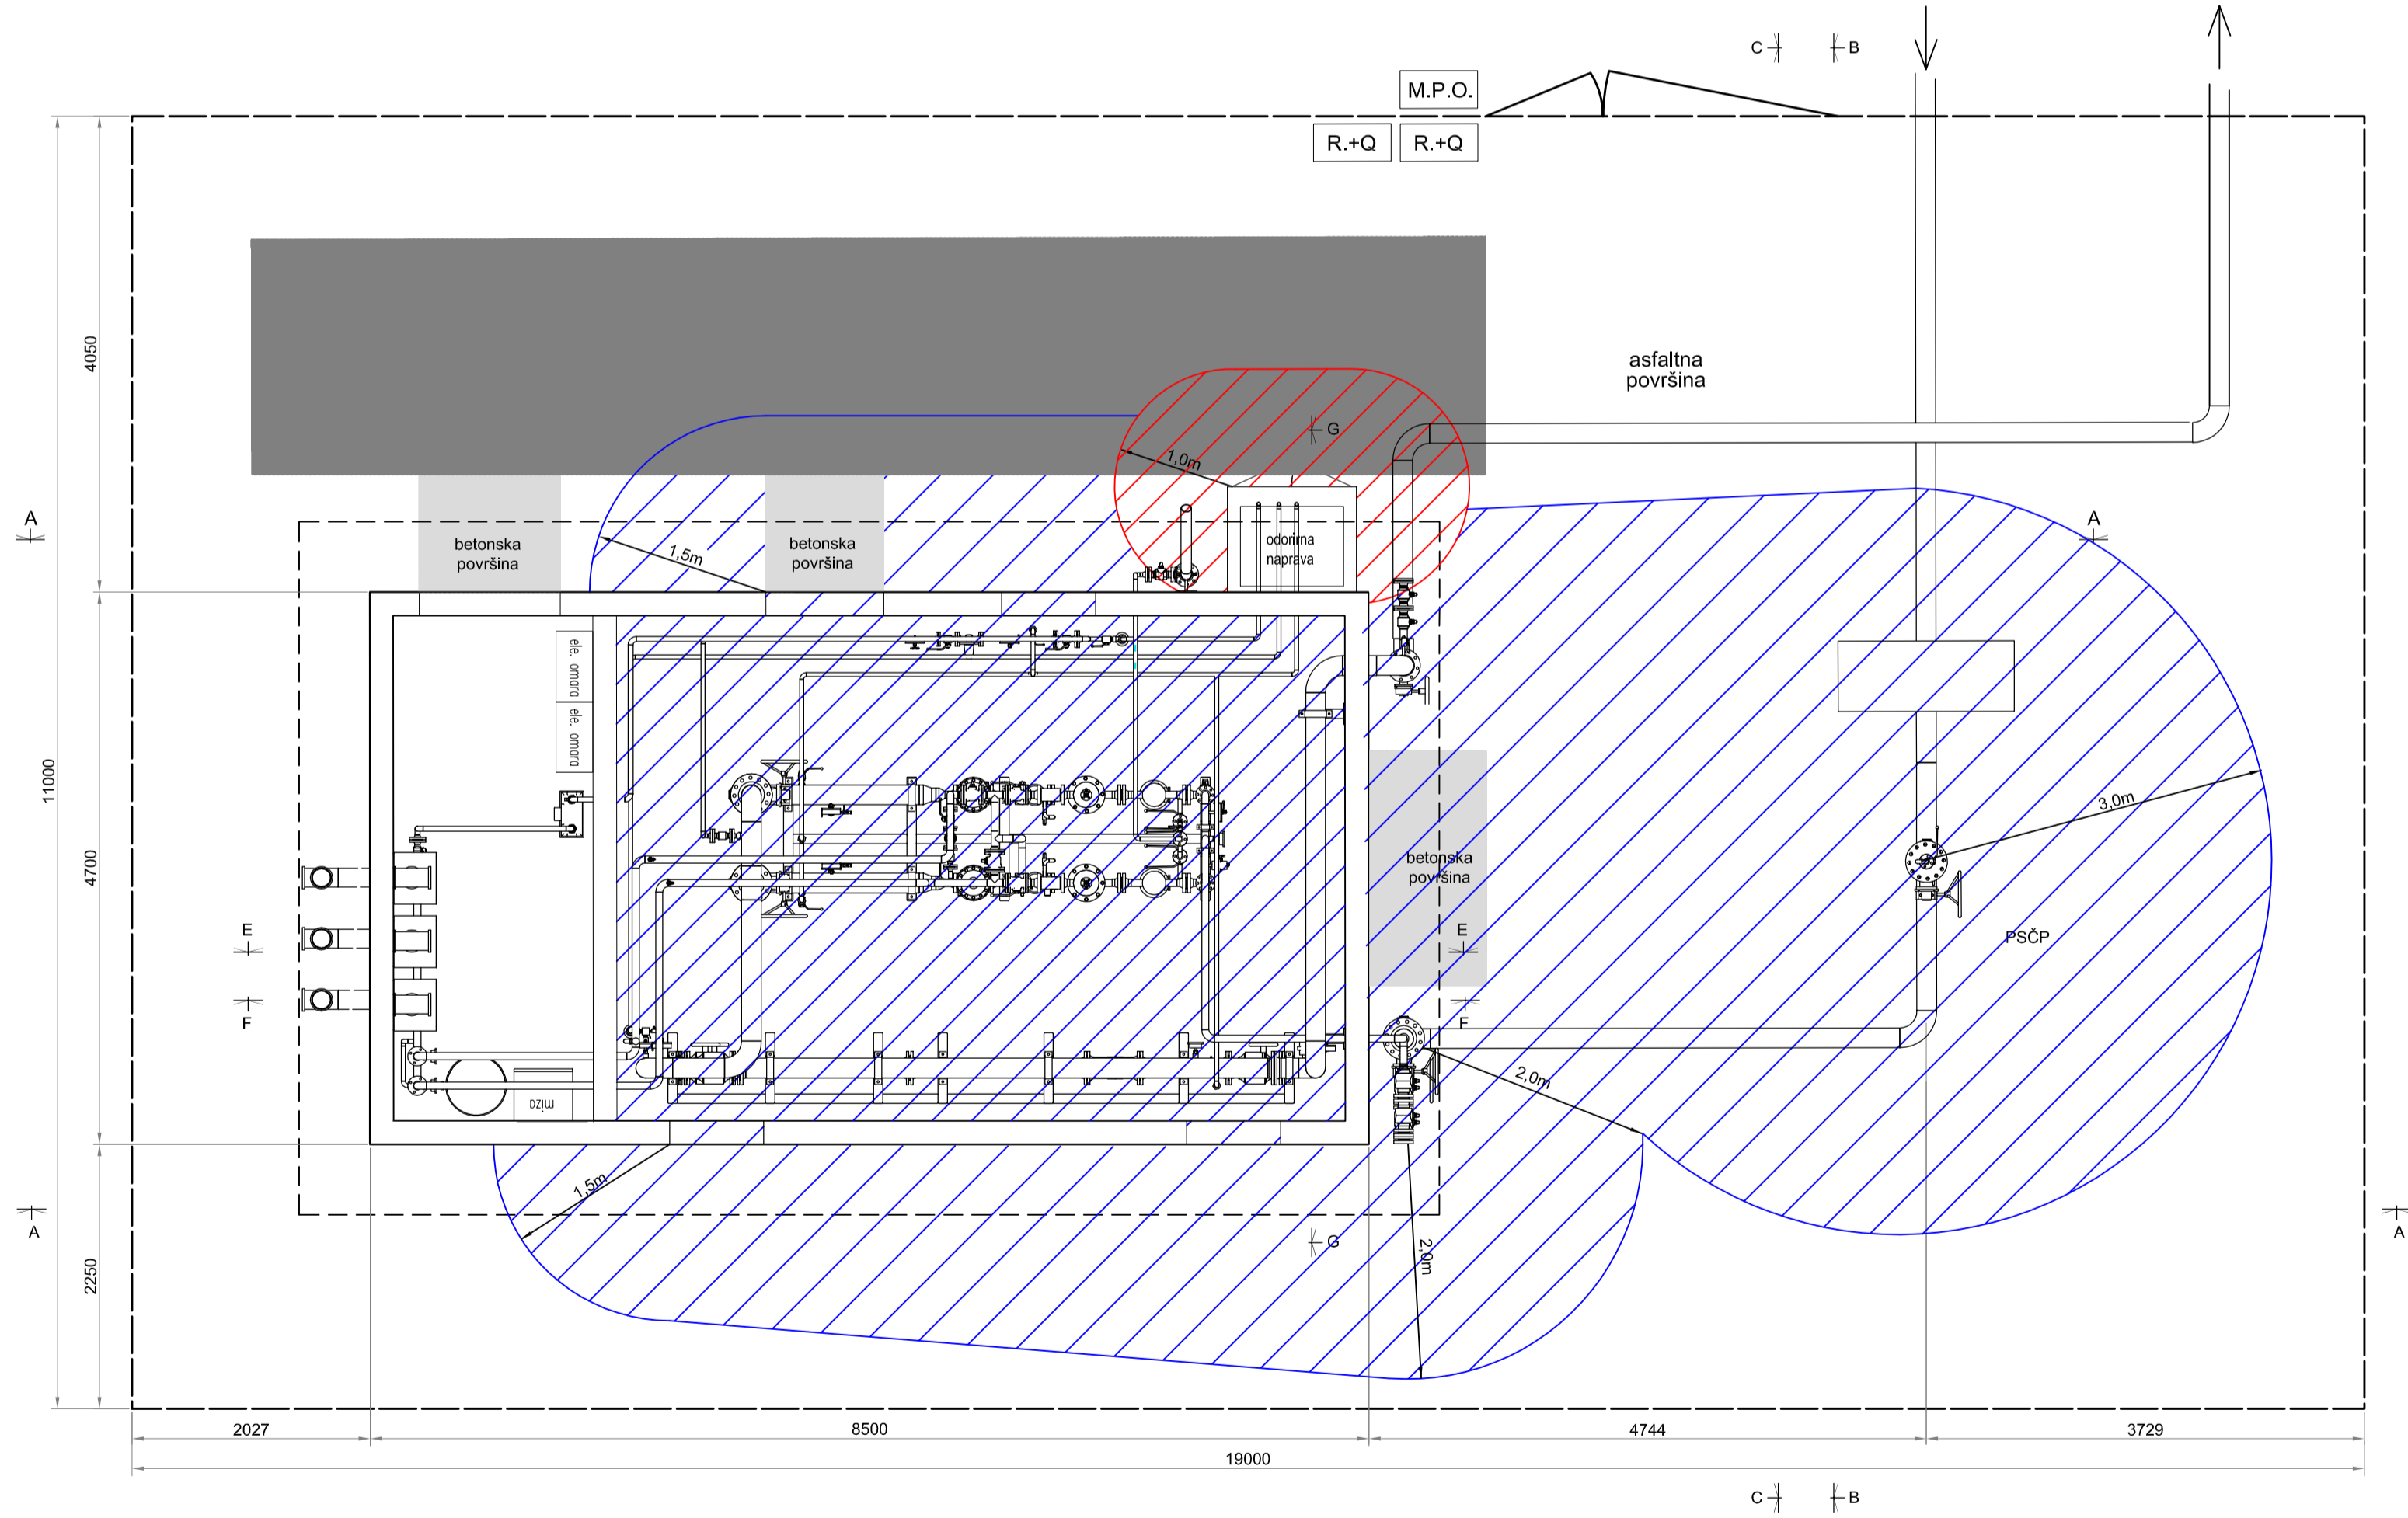 C
B
M.P.O.
R.+Q
R.+Q
asfaltna
površina
4050
G
1,0m
A
A
betonska
površina
1,5m
betonska
površina
odorirna
naprava
ele. omara
ele. omara
11000
4700
3,0m
betonska
površina
E
E
PSČP
F
F
2,0m
miza
1,5m
A
G
2,0m
A
2250
2027
8500
4744
3729
19000
C
B